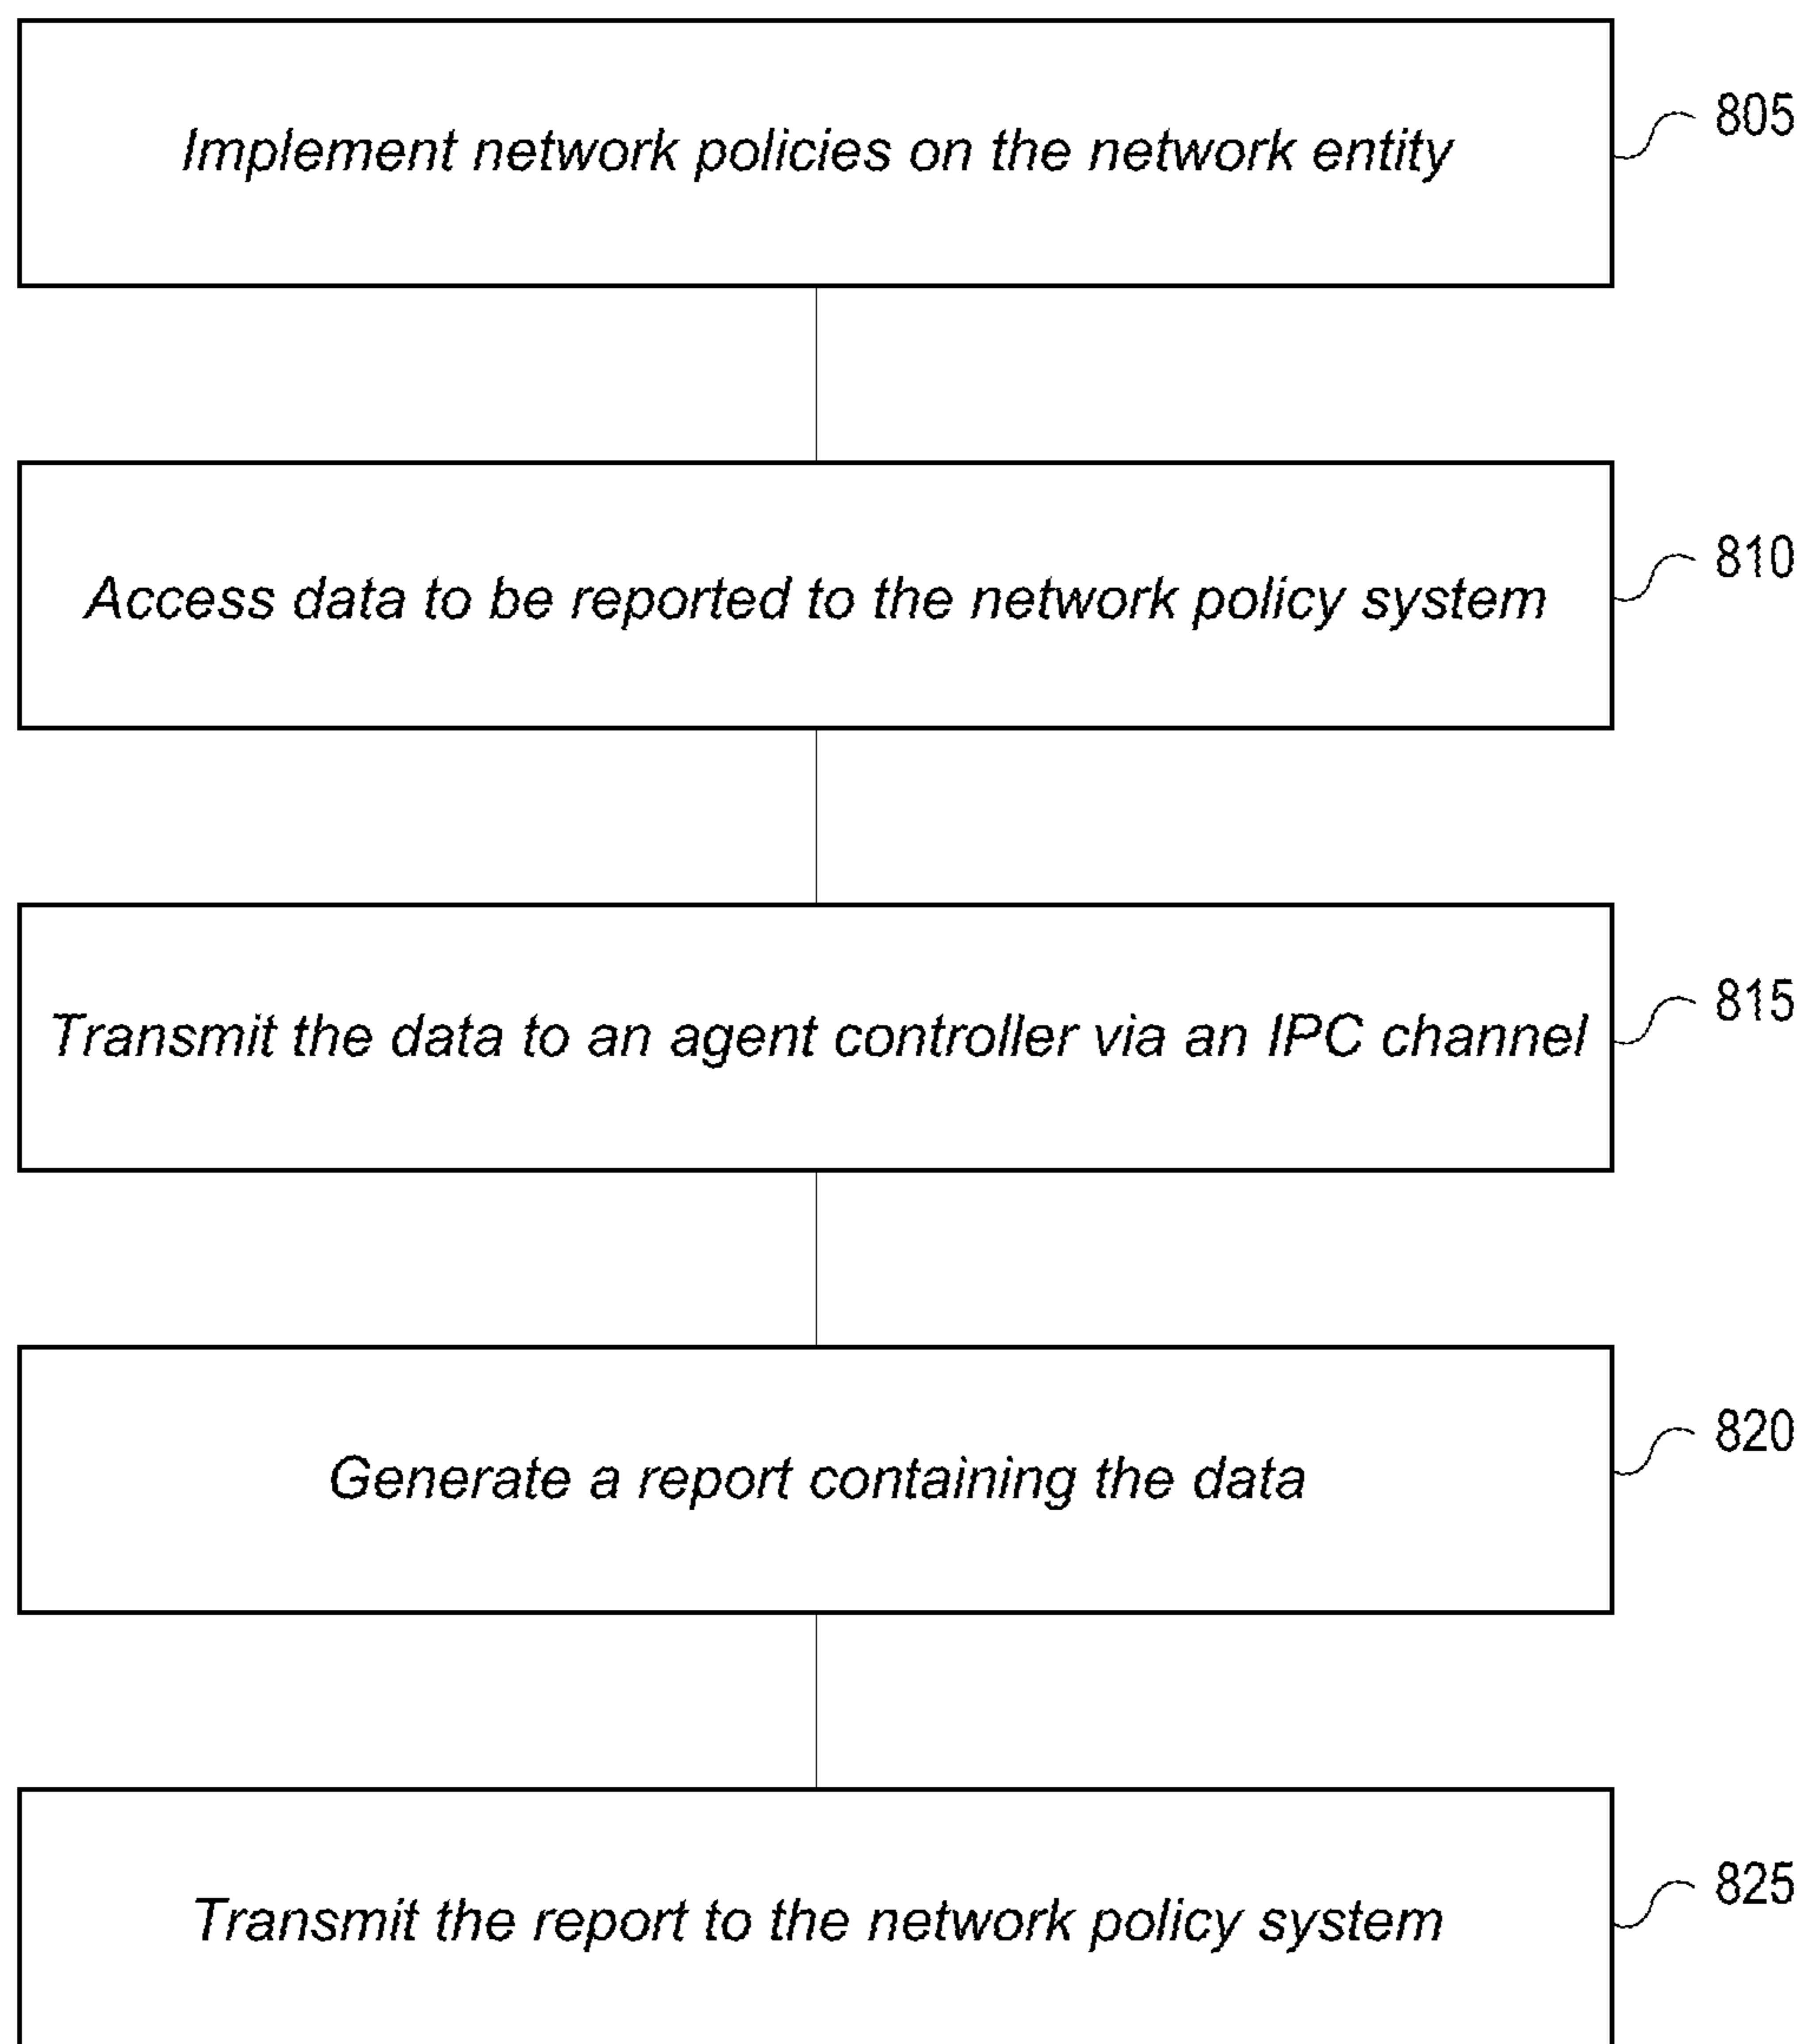 Implement network policies on the network entity
805
Access data to be reported to the network policy system
810
Transmit the data to an agent controller via an IPC channel
815
Generate a report containing the data
820
Transmit the report to the network policy system
825